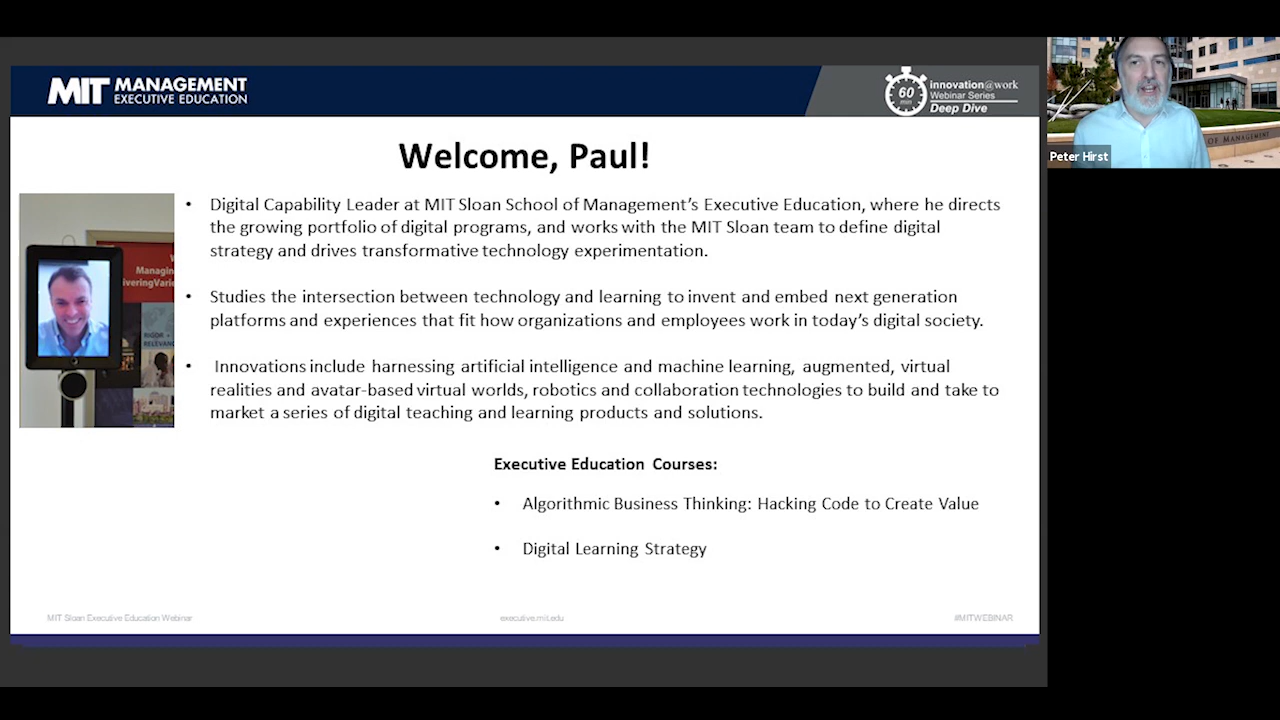 MIT MANAGEMENT
EXECUTIVE EDUCATION
60
min
innovation@work
Webinar Series
Deep Dive
Peter Hirst
OF MANAGEMENT
Welcome, Paul!
• Digital Capability Leader at MIT Sloan School of Management’s Executive Education, where he directs
the growing portfolio of digital programs, and works with the MIT Sloan team to define digital
strategy and drives transformative technology experimentation.
• Studies the intersection between technology and learning to invent and embed next generation
platforms and experiences that fit how organizations and employees work in today’s digital society.
• Innovations include harnessing artificial intelligence and machine learning, augmented, virtual
realities and avatar-based virtual worlds, robotics and collaboration technologies to build and take to
market a series of digital teaching and learning products and solutions.
Managin
RIGOR +
RELEVANC
Executive Education Courses:
• Algorithmic Business Thinking: Hacking Code to Create Value
• Digital Learning Strategy
MIT Sloan Executive Education Webinar
executive.mit.edu
#MITWEBINAR